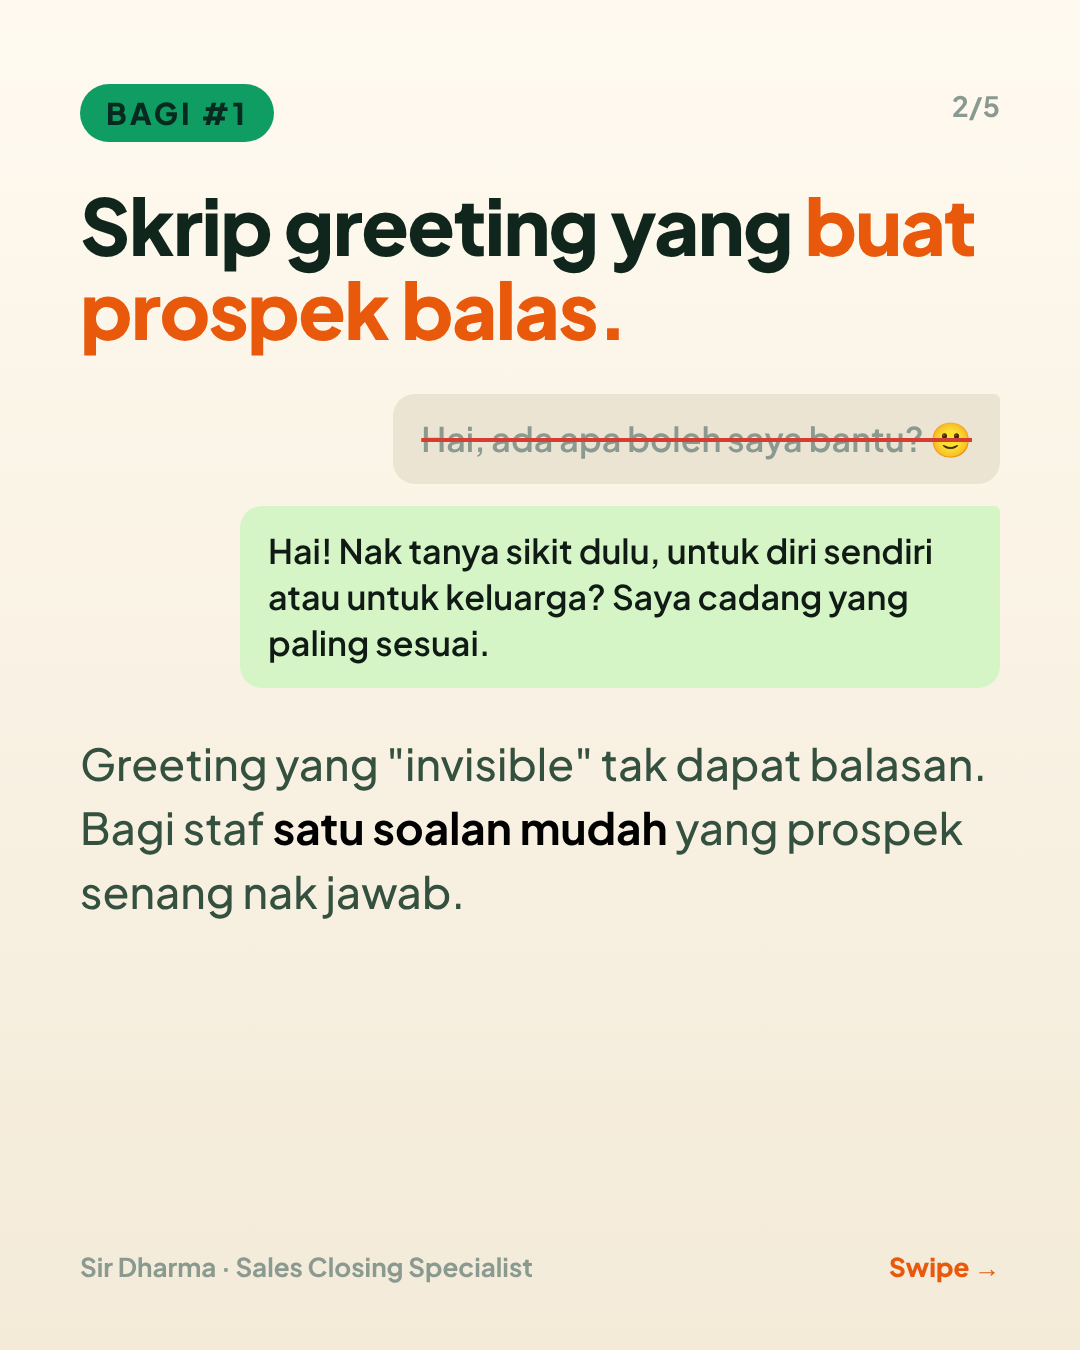 BAGI #1
2/5
Skrip greeting yang buat
prospek balas.
Hai, ada apa boleh saya bantu? 🙂
Hai! Nak tanya sikit dulu, untuk diri sendiri
atau untuk keluarga? Saya cadang yang
paling sesuai.
Greeting yang "invisible" tak dapat balasan.
Bagi staf satu soalan mudah yang prospek
senang nak jawab.
Sir Dharma · Sales Closing Specialist
Swipe →